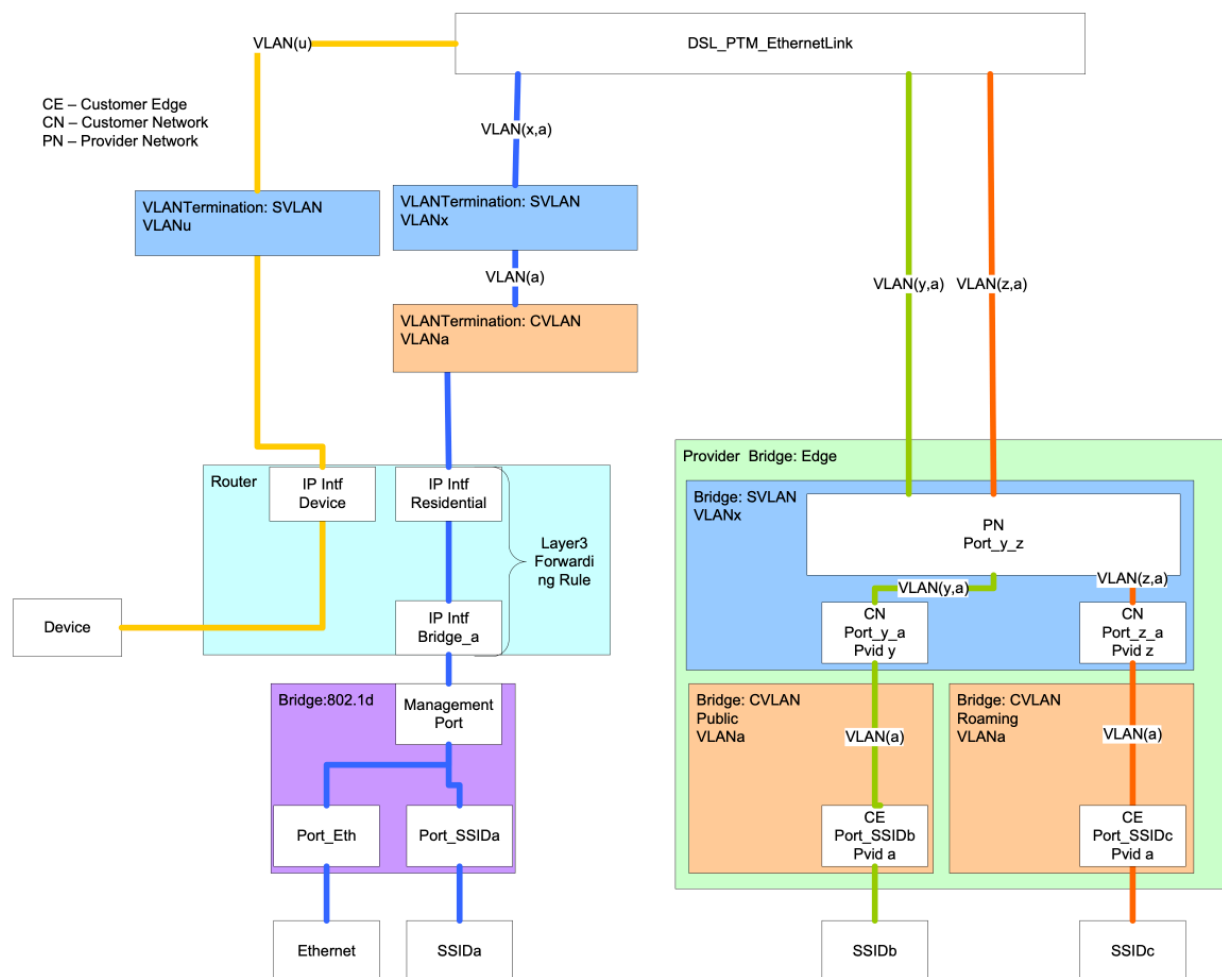 DSL_PTM_EthernetLink
VLAN(u)
CE – Customer Edge
CN – Customer Network
PN – Provider Network
VLAN(x,a)
VLANTermination: SVLAN
VLANu
VLANTermination: SVLAN
VLANx
VLAN(a)
VLAN(y,a)
VLAN(z,a)
VLANTermination: CVLAN
VLANa
Router
IP Intf
Device
IP Intf
Residential
Layer3
Forwardi
ng Rule
IP Intf
Bridge_a
Device
Bridge:802.1d
Management
Port
Port_Eth
Port_SSIDa
Ethernet
SSIDa
Provider Bridge: Edge
Bridge: SVLAN
VLANx
PN
Port_y_z
VLAN(y,a)
VLAN(z,a)
CN
Port_y_a
Pvid y
CN
Port_z_a
Pvid z
Bridge: CVLAN
Public
VLANa
VLAN(a)
CE
Port_SSIDb
Pvid a
Bridge: CVLAN
Roaming
VLANa
VLAN(a)
CE
Port_SSIDc
Pvid a
SSIDb
SSIDc